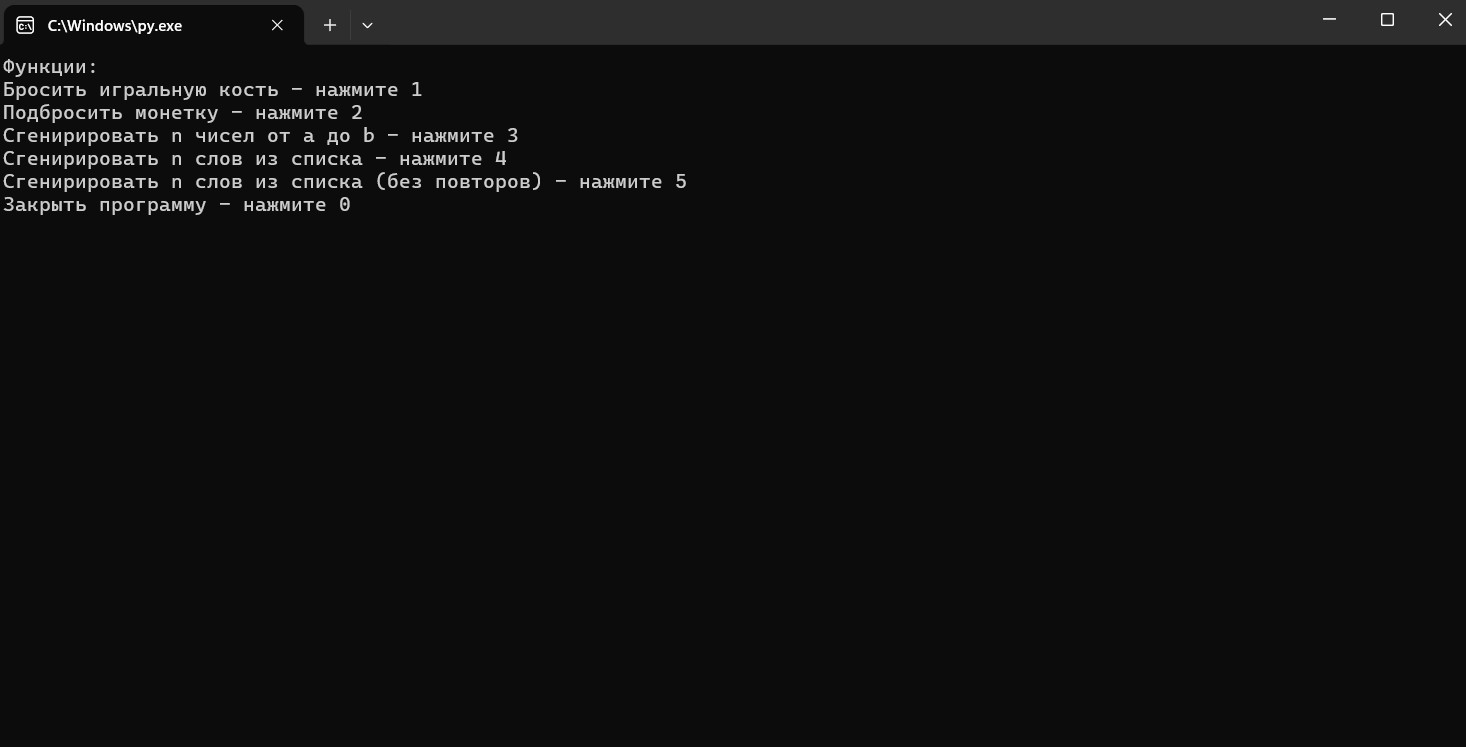 C:\Windows\py.exe
Функции:
Бросить игральную кость - нажмите 1
Подбросить монетку - нажмите 2
Сгенирировать n чисел от a до b - нажмите 3
Сгенирировать n слов из списка - нажмите 4
Сгенирировать n слов из списка (без повторов) - нажмите 5
Закрыть программу - нажмите 0